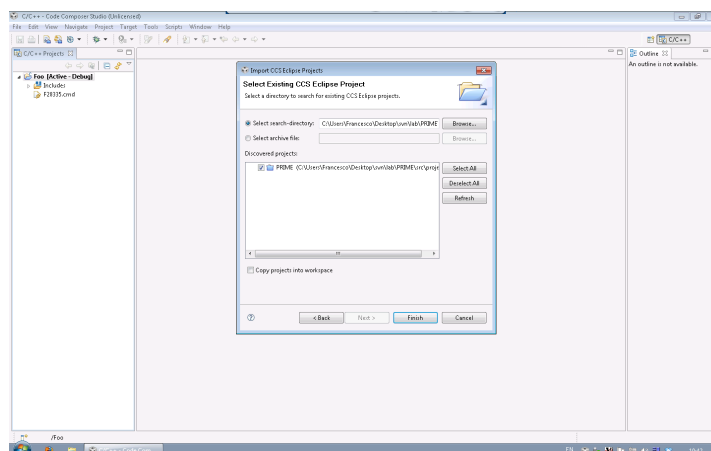 C/C++ - Code Composer Studio (Unlicensed)
File Edit View Navigate Project Target Tools Scripts Window Help
C/C++
C/C++ Projects
Outline
An outline is not available.
Foo [Active - Debug]
Includes
F28335.cmd
Import CCS Eclipse Projects
Select Existing CCS Eclipse Project
Select a directory to search for existing CCS Eclipse projects.
Select search-directory: C:\Users\Francesco\Desktop\svn\lab\PRIME Browse...
Select archive file: Browse...
Discovered projects:
PRIME (C:\Users\Francesco\Desktop\svn\lab\PRIME\src\proje
Select All
Deselect All
Refresh
Copy projects into workspace
< Back Next > Finish Cancel
/Foo
EN